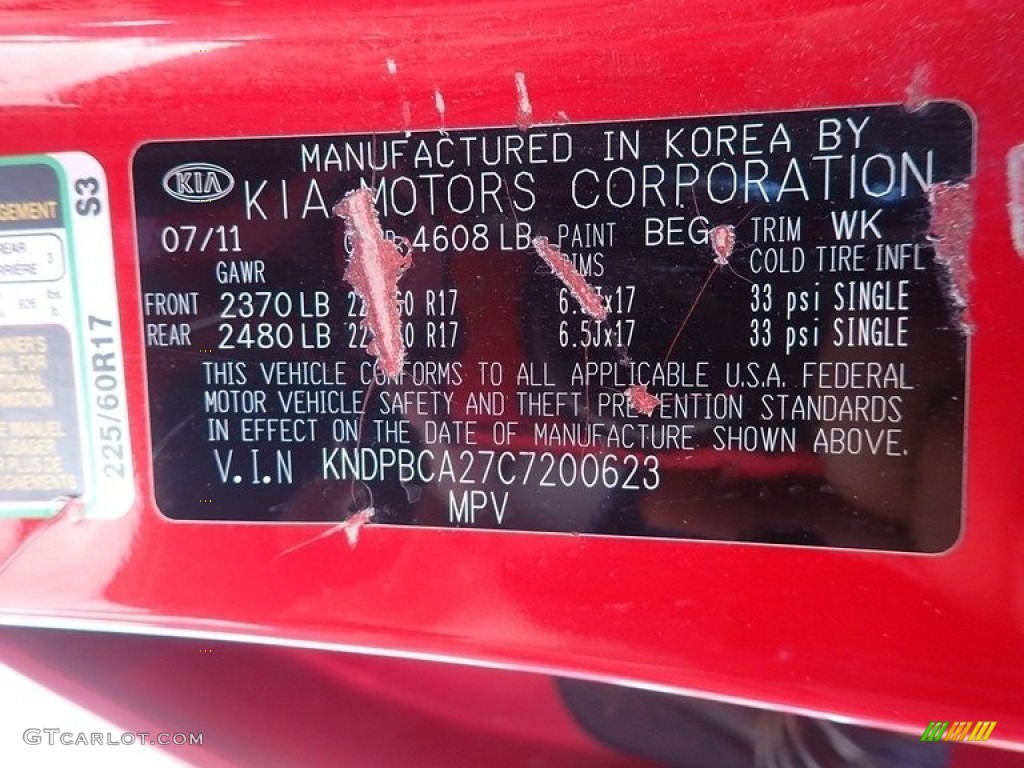 MANUFACTURED IN KOREA BY
KIA KIA MOTORS CORPORATION
07/11 4608 LB PAINT BEG TRIM WK
GAWR COLD TIRE INFL
FRONT 2370 LB R17 33 psi SINGLE
REAR 2480 LB R17 6.5Jx17 33 psi SINGLE
THIS VEHICLE CONFORMS TO ALL APPLICABLE U.S.A. FEDERAL
MOTOR VEHICLE SAFETY AND THEFT PREVENTION STANDARDS
IN EFFECT ON THE DATE OF MANUFACTURE SHOWN ABOVE.
V.I.N KNDPBCA27C7200623
MPV
S3
225/60R17
GTCARLOT.COM